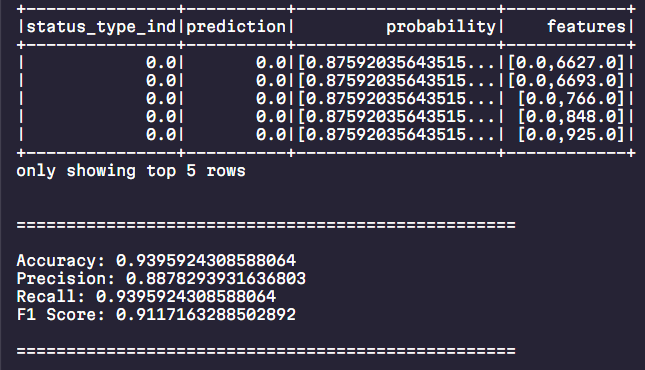 +---------------+----------+--------------------+------------+
|status_type_ind|prediction|         probability|    features|
+---------------+----------+--------------------+------------+
|            0.0|       0.0|[0.87592035643515...|[0.0,6627.0]|
|            0.0|       0.0|[0.87592035643515...|[0.0,6693.0]|
|            0.0|       0.0|[0.87592035643515...| [0.0,766.0]|
|            0.0|       0.0|[0.87592035643515...| [0.0,848.0]|
|            0.0|       0.0|[0.87592035643515...| [0.0,925.0]|
+---------------+----------+--------------------+------------+
only showing top 5 rows
==================================================
Accuracy: 0.9395924308588064
Precision: 0.8878293931636803
Recall: 0.9395924308588064
F1 Score: 0.9117163288502892
==================================================